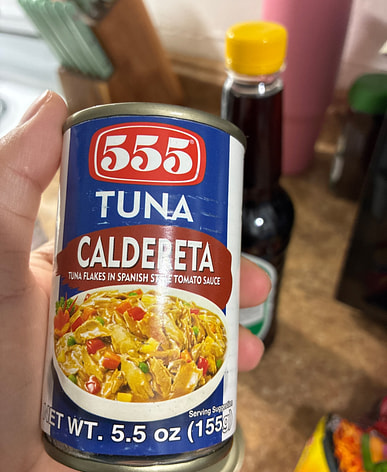 555®
TUNA
CALDERETA
TUNA FLAKES IN SPANISH STYLE TOMATO SAUCE
Serving Suggestion
NET WT. 5.5 oz (155g)